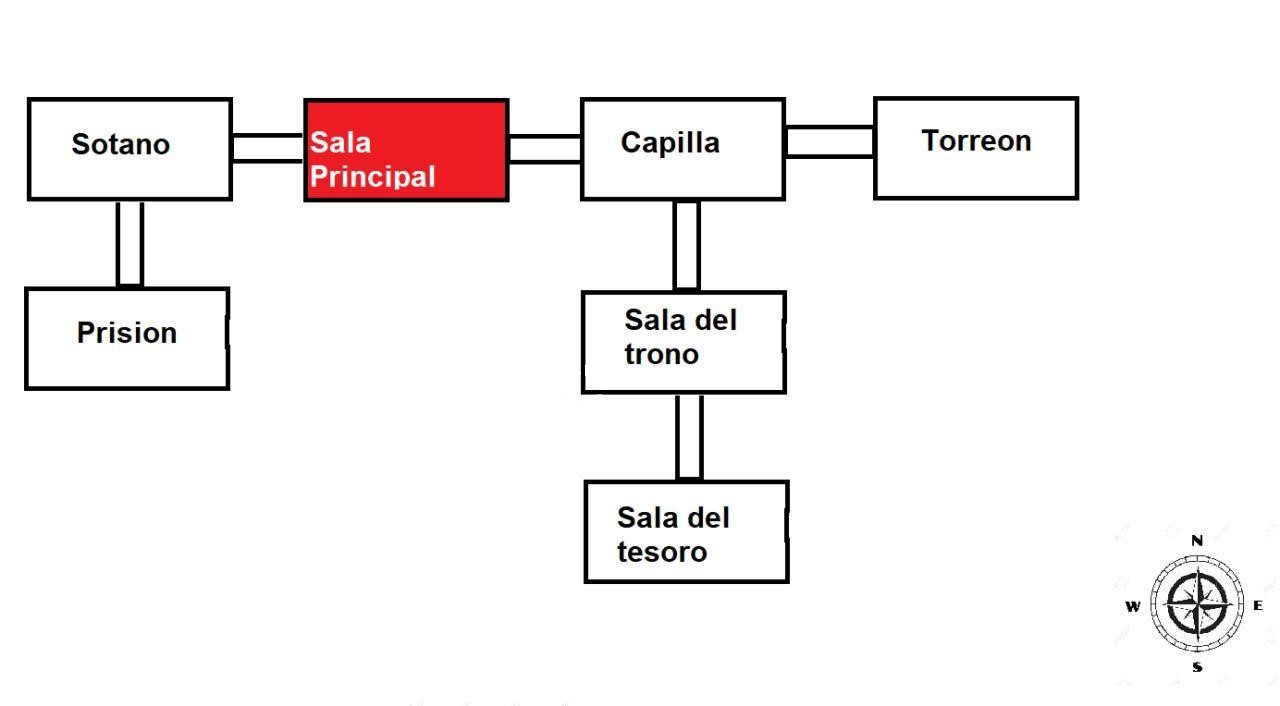 Sotano
Sala
Principal
Capilla
Torreon
Prision
Sala del
trono
Sala del
tesoro
N
W
E
S